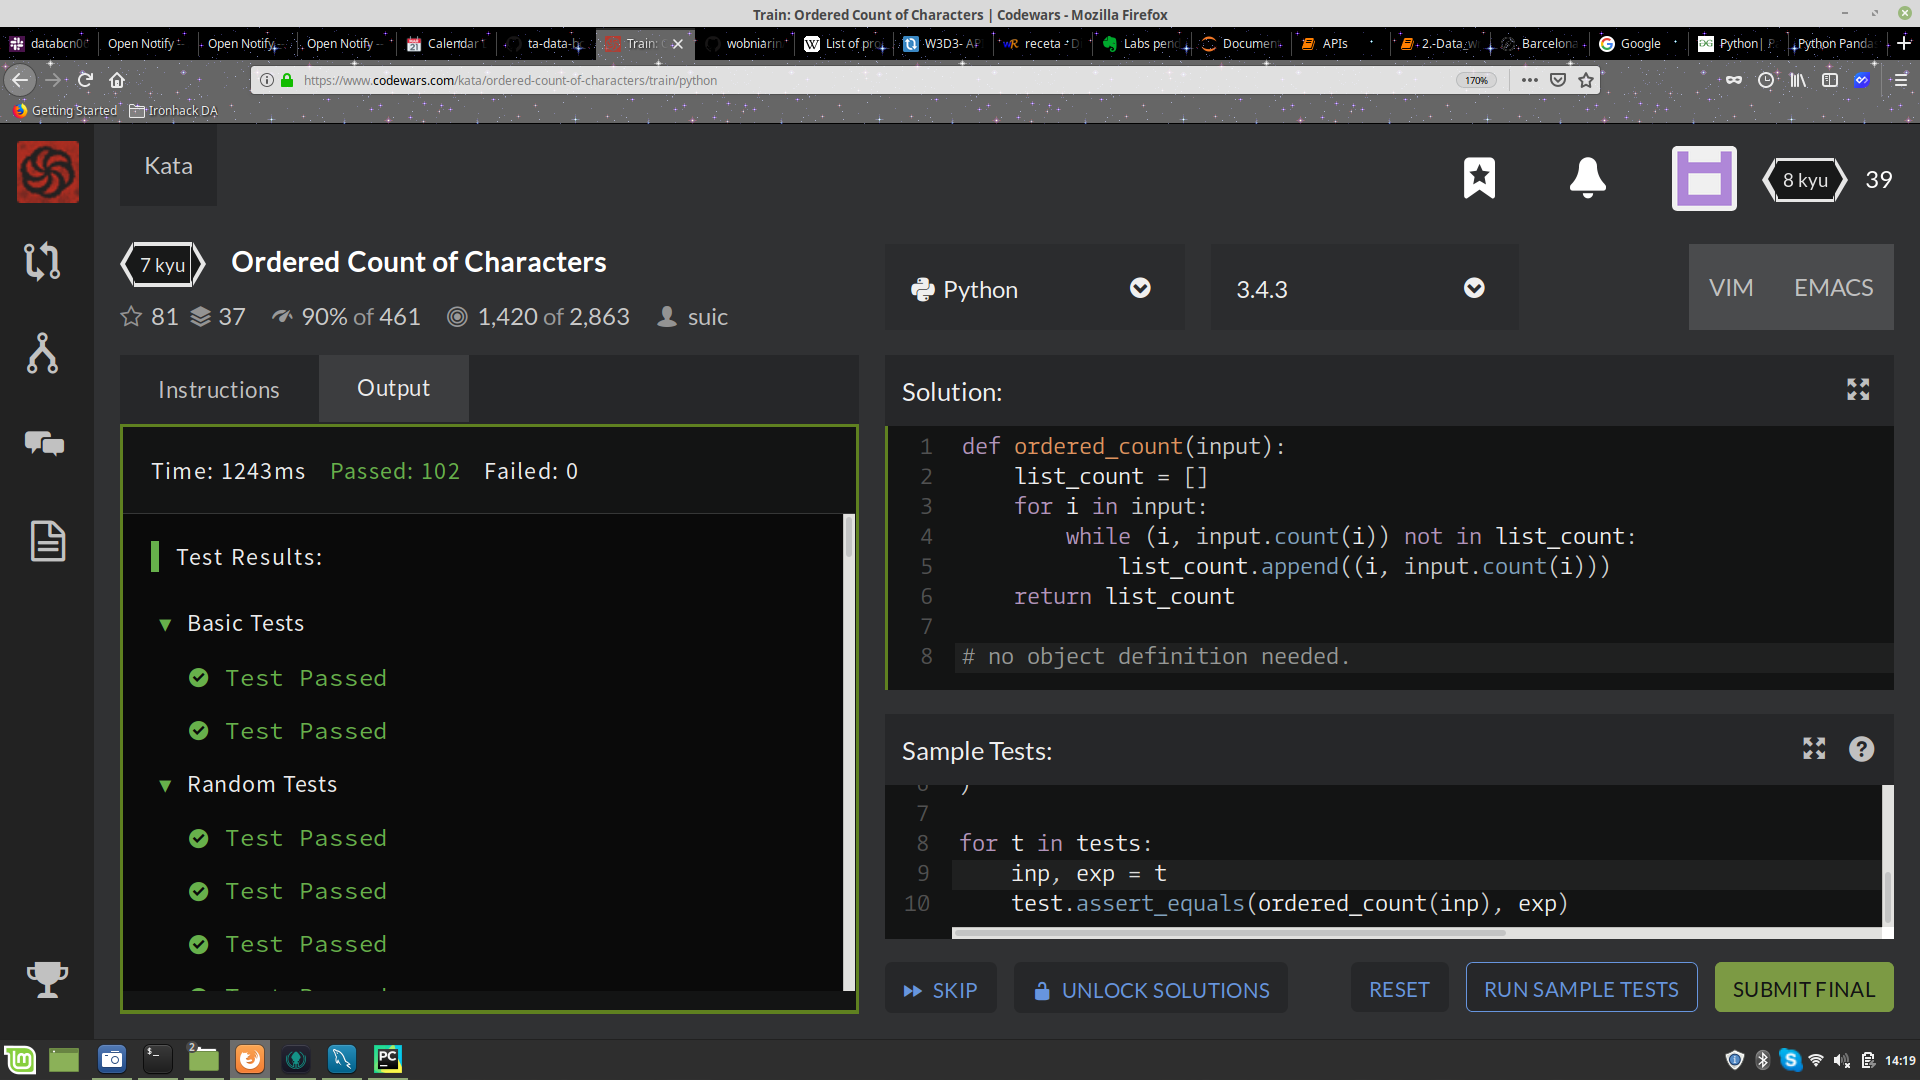 Train: Ordered Count of Characters | Codewars - Mozilla Firefox
Open Notify
Open Notify
Open Notify
Calendar
Train:
List of pro
W3D3- AP
receta - D
Labs pen
Documen
APIs
2.-Data
Barcelona
Google
Python|
Python Panda
https://www.codewars.com/kata/ordered-count-of-characters/train/python
170%
Getting Started
Ironhack DA
Kata
8 kyu
39
7 kyu
Ordered Count of Characters
81 37 90% of 461 1,420 of 2,863 suic
Python
3.4.3
VIM EMACS
Instructions
Output
Time: 1243ms Passed: 102 Failed: 0
Test Results:
Basic Tests
Test Passed
Test Passed
Random Tests
Test Passed
Test Passed
Test Passed
Solution:
1 def ordered_count(input):
2 list_count = []
3 for i in input:
4 while (i, input.count(i)) not in list_count:
5 list_count.append((i, input.count(i)))
6 return list_count
7
8 # no object definition needed.
Sample Tests:
6 )
7
8 for t in tests:
9 inp, exp = t
10 test.assert_equals(ordered_count(inp), exp)
SKIP
UNLOCK SOLUTIONS
RESET
RUN SAMPLE TESTS
SUBMIT FINAL
2
PC
14:19